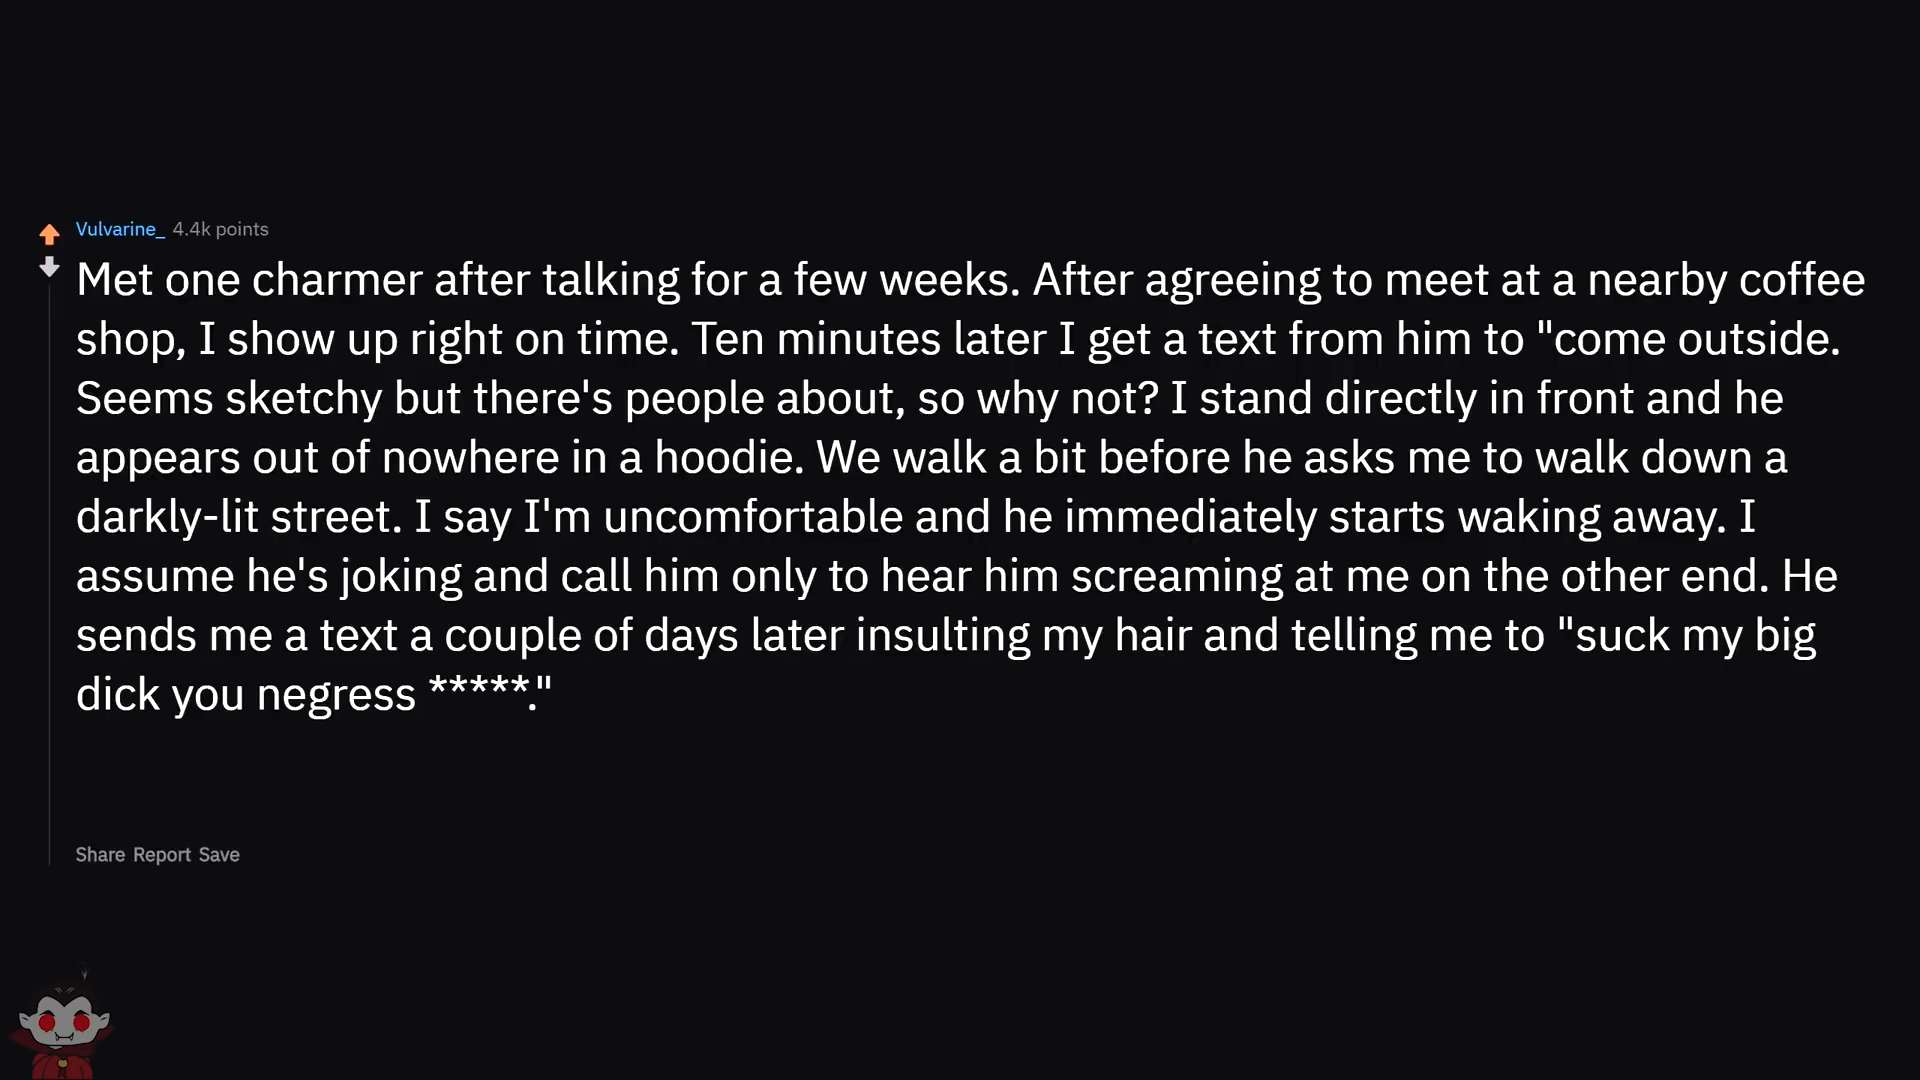 Vulvarine_ 4.4k points
Met one charmer after talking for a few weeks. After agreeing to meet at a nearby coffee
shop, I show up right on time. Ten minutes later I get a text from him to "come outside.
Seems sketchy but there's people about, so why not? I stand directly in front and he
appears out of nowhere in a hoodie. We walk a bit before he asks me to walk down a
darkly-lit street. I say I'm uncomfortable and he immediately starts waking away. I
assume he's joking and call him only to hear him screaming at me on the other end. He
sends me a text a couple of days later insulting my hair and telling me to "suck my big
dick you negress *****."
Share Report Save